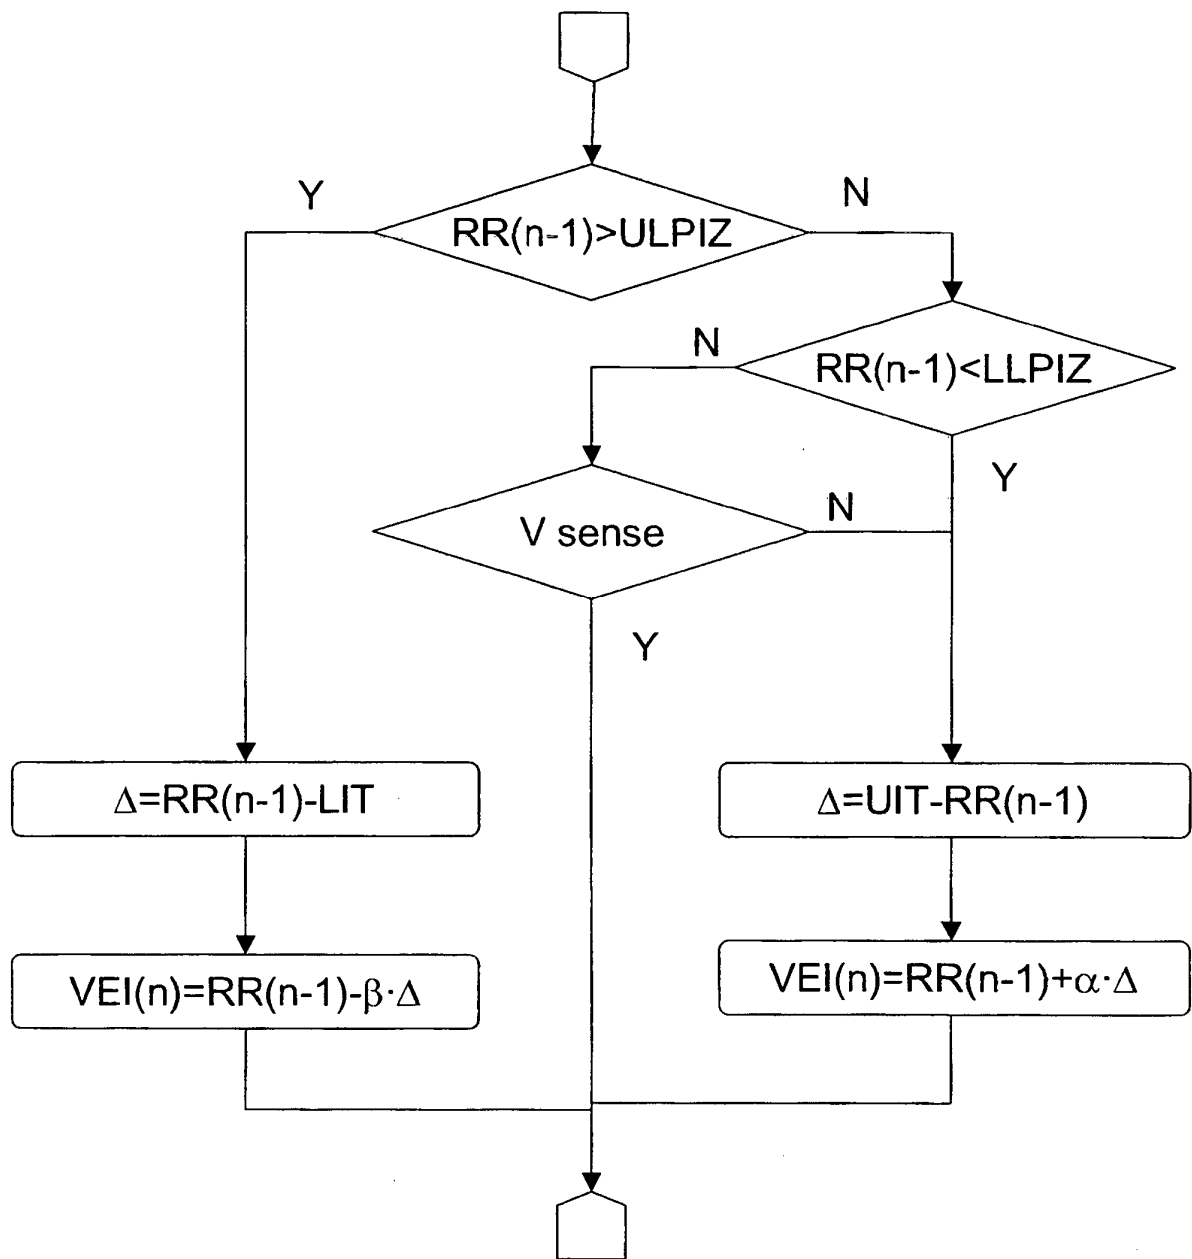 Y
N
RR(n-1)>ULPIZ
N
RR(n-1)<LLPIZ
Y
N
V sense
Y
Δ=RR(n-1)-LIT
Δ=UIT-RR(n-1)
VEI(n)=RR(n-1)-β·Δ
VEI(n)=RR(n-1)+α·Δ